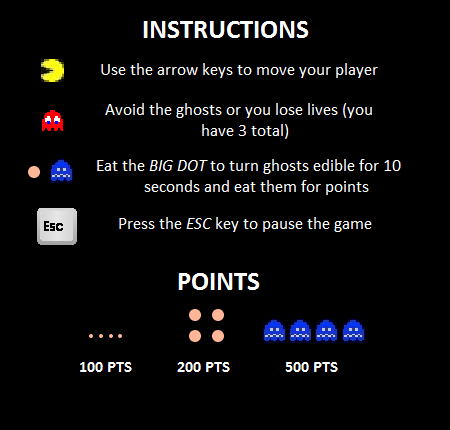 INSTRUCTIONS
Use the arrow keys to move your player
Avoid the ghosts or you lose lives (you
have 3 total)
Eat the BIG DOT to turn ghosts edible for 10
seconds and eat them for points
Esc
Press the ESC key to pause the game
POINTS
100 PTS
200 PTS
500 PTS